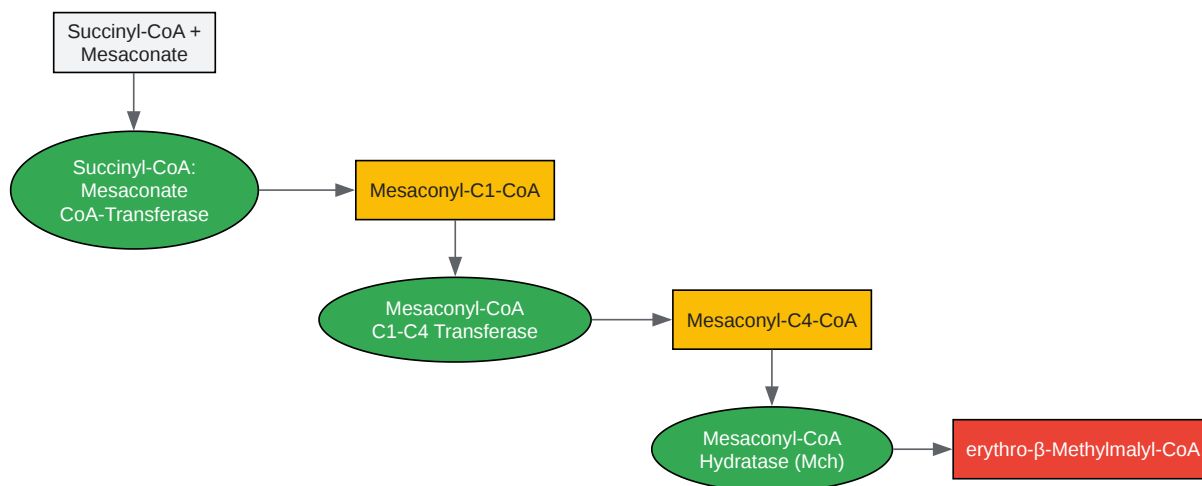 Succinyl-CoA +
Mesaconate
Succinyl-CoA:
Mesaconate
CoA-Transferase
Mesaconyl-C1-CoA
Mesaconyl-CoA
C1-C4 Transferase
Mesaconyl-C4-CoA
Mesaconyl-CoA
Hydratase (Mch)
erythro-β-Methylmalyl-CoA